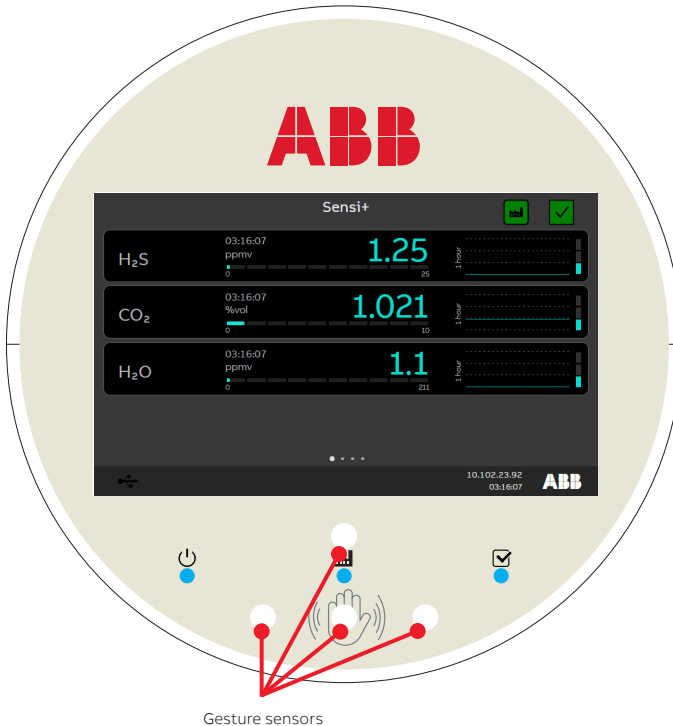 ABB
Sensi+
H₂S
03:16:07
ppmv
1.25
0
25
1 hour
CO₂
03:16:07
%vol
1.021
0
10
1 hour
H₂O
03:16:07
ppmv
1.1
0
211
1 hour
10.102.23.92
03:16:07
ABB
Gesture sensors